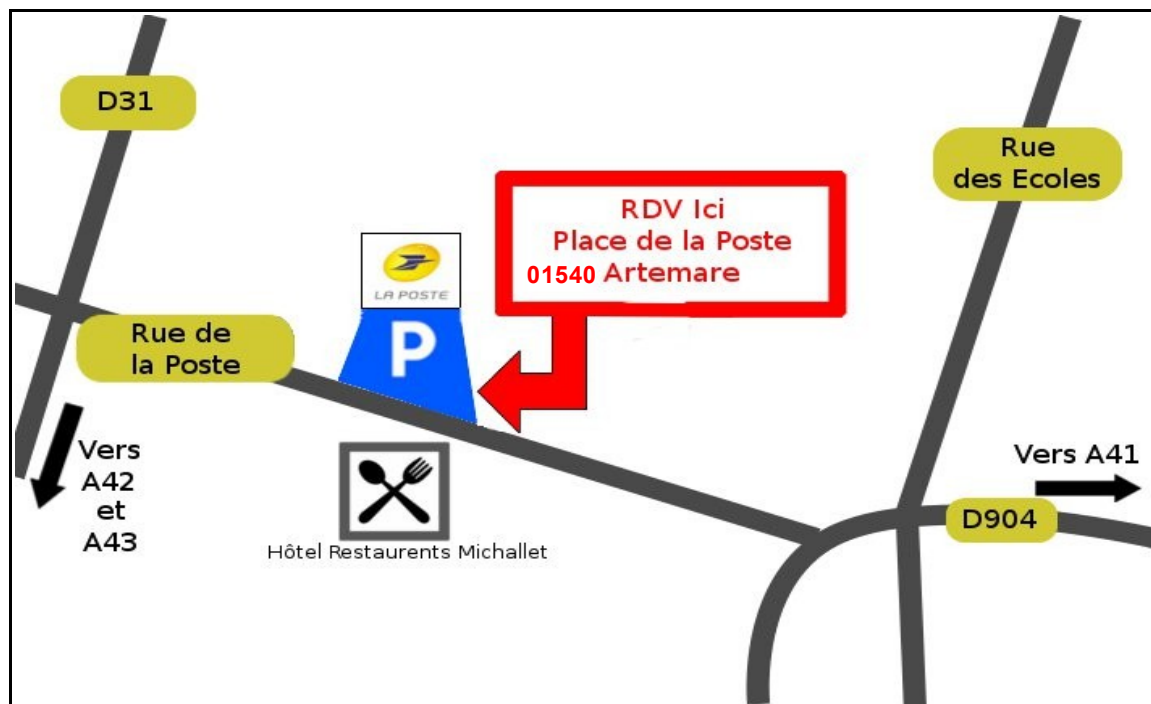 D31
Rue
des Ecoles
RDV Ici
Place de la Poste
01540 Artemare
LA POSTE
P
Rue de
la Poste
Vers
A42
et
A43
Vers A41
D904
Hôtel Restaurents Michallet